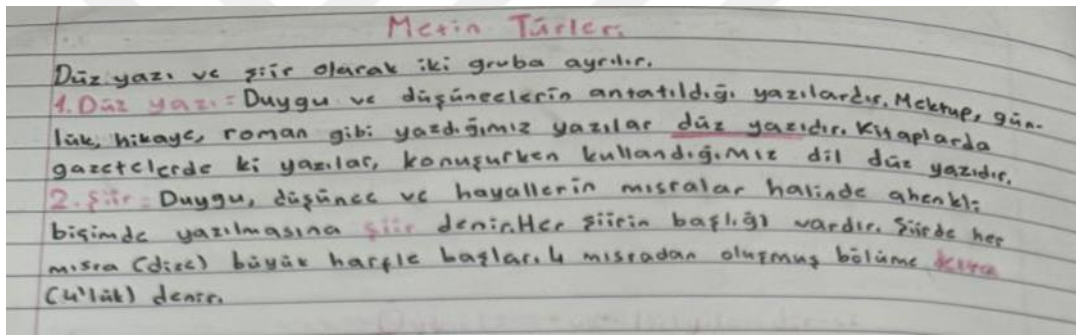 Metin Türleri
Düz yazı ve şiir olarak iki gruba ayrılır.
1. Düz yazı = Duygu ve düşüncelerin antatıldığı yazılardır. Mektup, gün-
lük, hikaye, roman gibi yazdığımız yazılar düz yazıdır. Kitaplarda
gazetelerde ki yazılar, konuşurken kullandığımız dil düz yazıdır.
2. Şiir = Duygu, düşünce ve hayallerin mısralar halinde ahenkli
biçimde yazılmasına şiir denir. Her şiirin başlığı vardır. Şiirde her
mısra (dize) büyük harfle başlar. 4 mısradan oluşmuş bölüme kıta
(4'lük) denir.